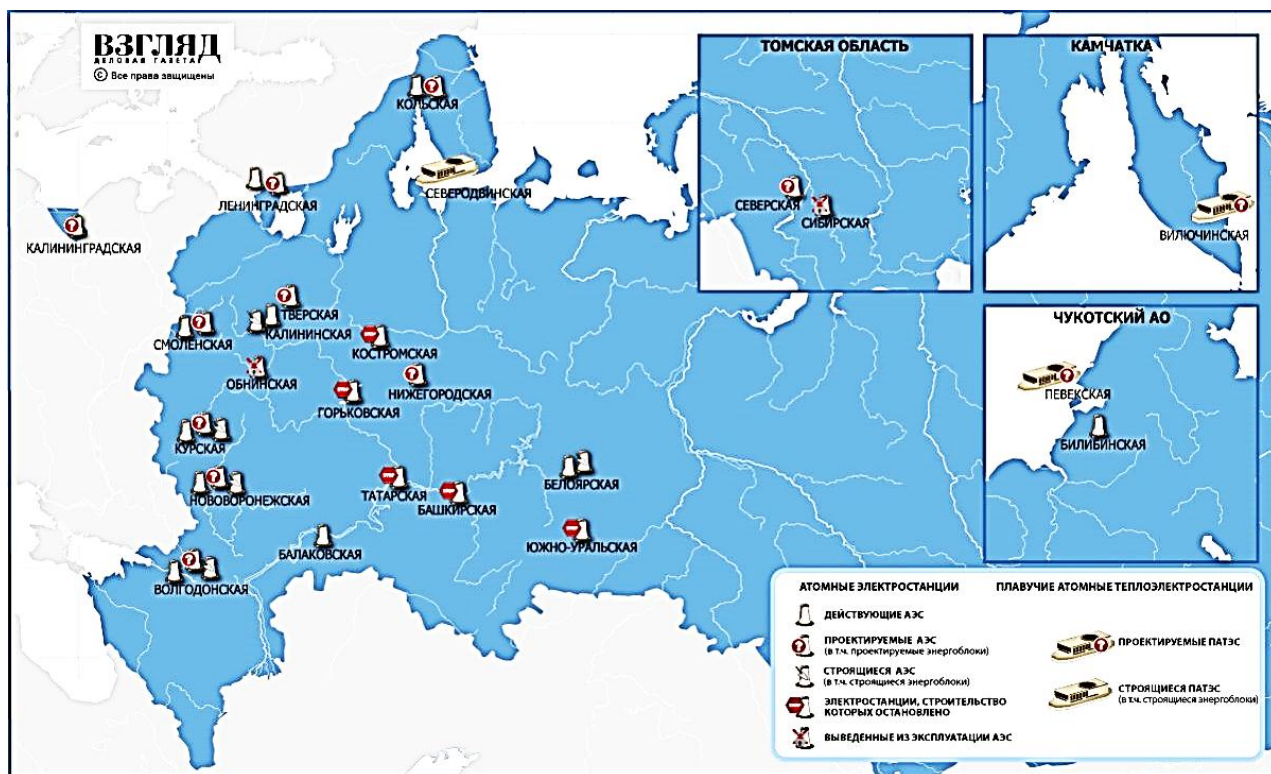 ВЗГЛЯД
ДЕЛОВАЯ ГАЗЕТА
© Все права защищены
ТОМСКАЯ ОБЛАСТЬ
КАМЧАТКА
КОЛЬСКАЯ
СЕВЕРОДВИНСКАЯ
ЛЕНИНГРАДСКАЯ
КАЛИНИНГРАДСКАЯ
СЕВЕРСКАЯ
СИБИРСКАЯ
ВИЛЮЧИНСКАЯ
ТВЕРСКАЯ
КАЛИНИНСКАЯ
СМОЛЕНСКАЯ
КОСТРОМСКАЯ
ОБНИНСКАЯ
НИЖЕГОРОДСКАЯ
ГОРЬКОВСКАЯ
ЧУКОТСКИЙ АО
ПЕВЕКСКАЯ
БИЛИБИНСКАЯ
КУРСКАЯ
НОВОВОРОНЕЖСКАЯ
ТАТАРСКАЯ
БАШКИРСКАЯ
БЕЛОЯРСКАЯ
БАЛАКОВСКАЯ
ЮЖНО-УРАЛЬСКАЯ
ВОЛГОДОНСКАЯ
АТОМНЫЕ ЭЛЕКТРОСТАНЦИИ
ДЕЙСТВУЮЩИЕ АЭС
ПРОЕКТИРУЕМЫЕ АЭС
(в т.ч. проектируемые энергоблоки)
СТРОЯЩИЕСЯ АЭС
(в т.ч. строящиеся энергоблоки)
ЭЛЕКТРОСТАНЦИИ, СТРОИТЕЛЬСТВО
КОТОРЫХ ОСТАНОВЛЕНО
ВЫВЕДЕННЫЕ ИЗ ЭКСПЛУАТАЦИИ АЭС
ПЛАВУЧИЕ АТОМНЫЕ ТЕПЛОЭЛЕКТРОСТАНЦИИ
ПРОЕКТИРУЕМЫЕ ПАТЭС
СТРОЯЩИЕСЯ ПАТЭС
(в т.ч. строящиеся энергоблоки)